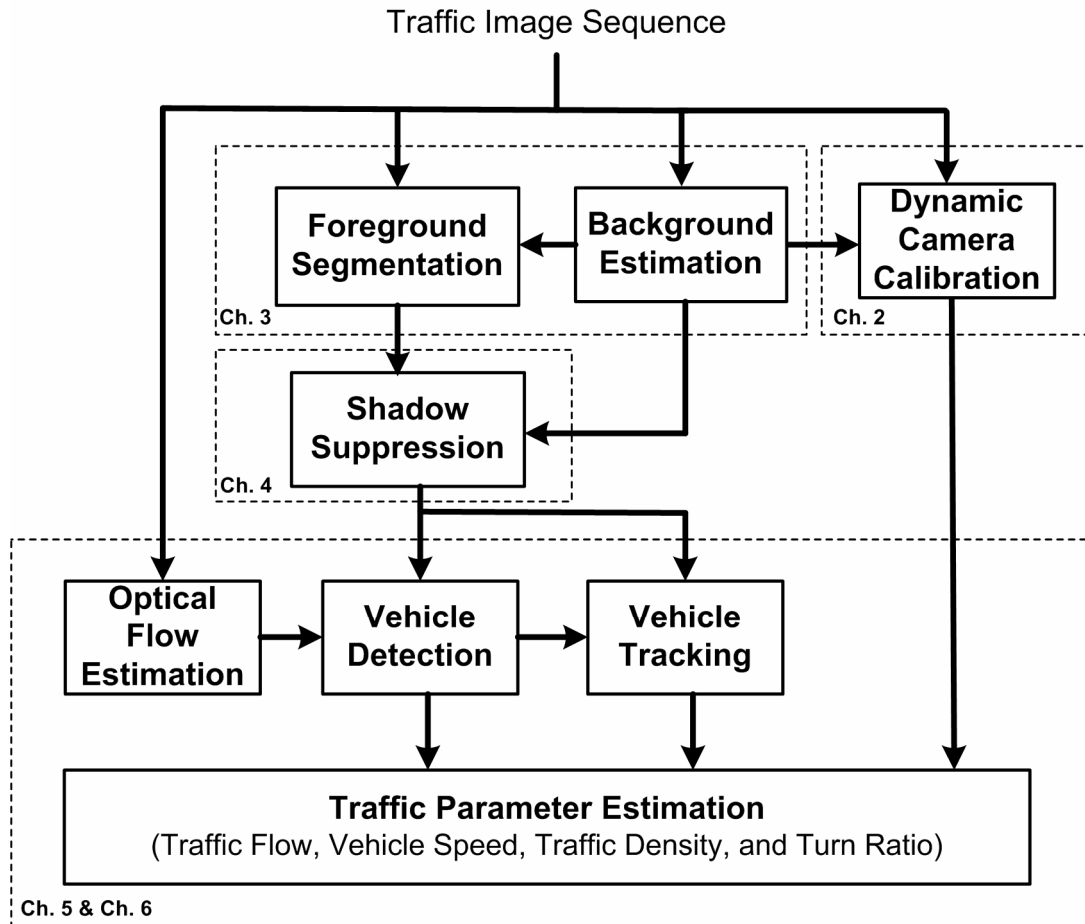 Traffic Image Sequence
Foreground
Segmentation
Background
Estimation
Dynamic
Camera
Calibration
Ch. 3
Ch. 2
Shadow
Suppression
Ch. 4
Optical
Flow
Estimation
Vehicle
Detection
Vehicle
Tracking
Traffic Parameter Estimation
(Traffic Flow, Vehicle Speed, Traffic Density, and Turn Ratio)
Ch. 5 & Ch. 6